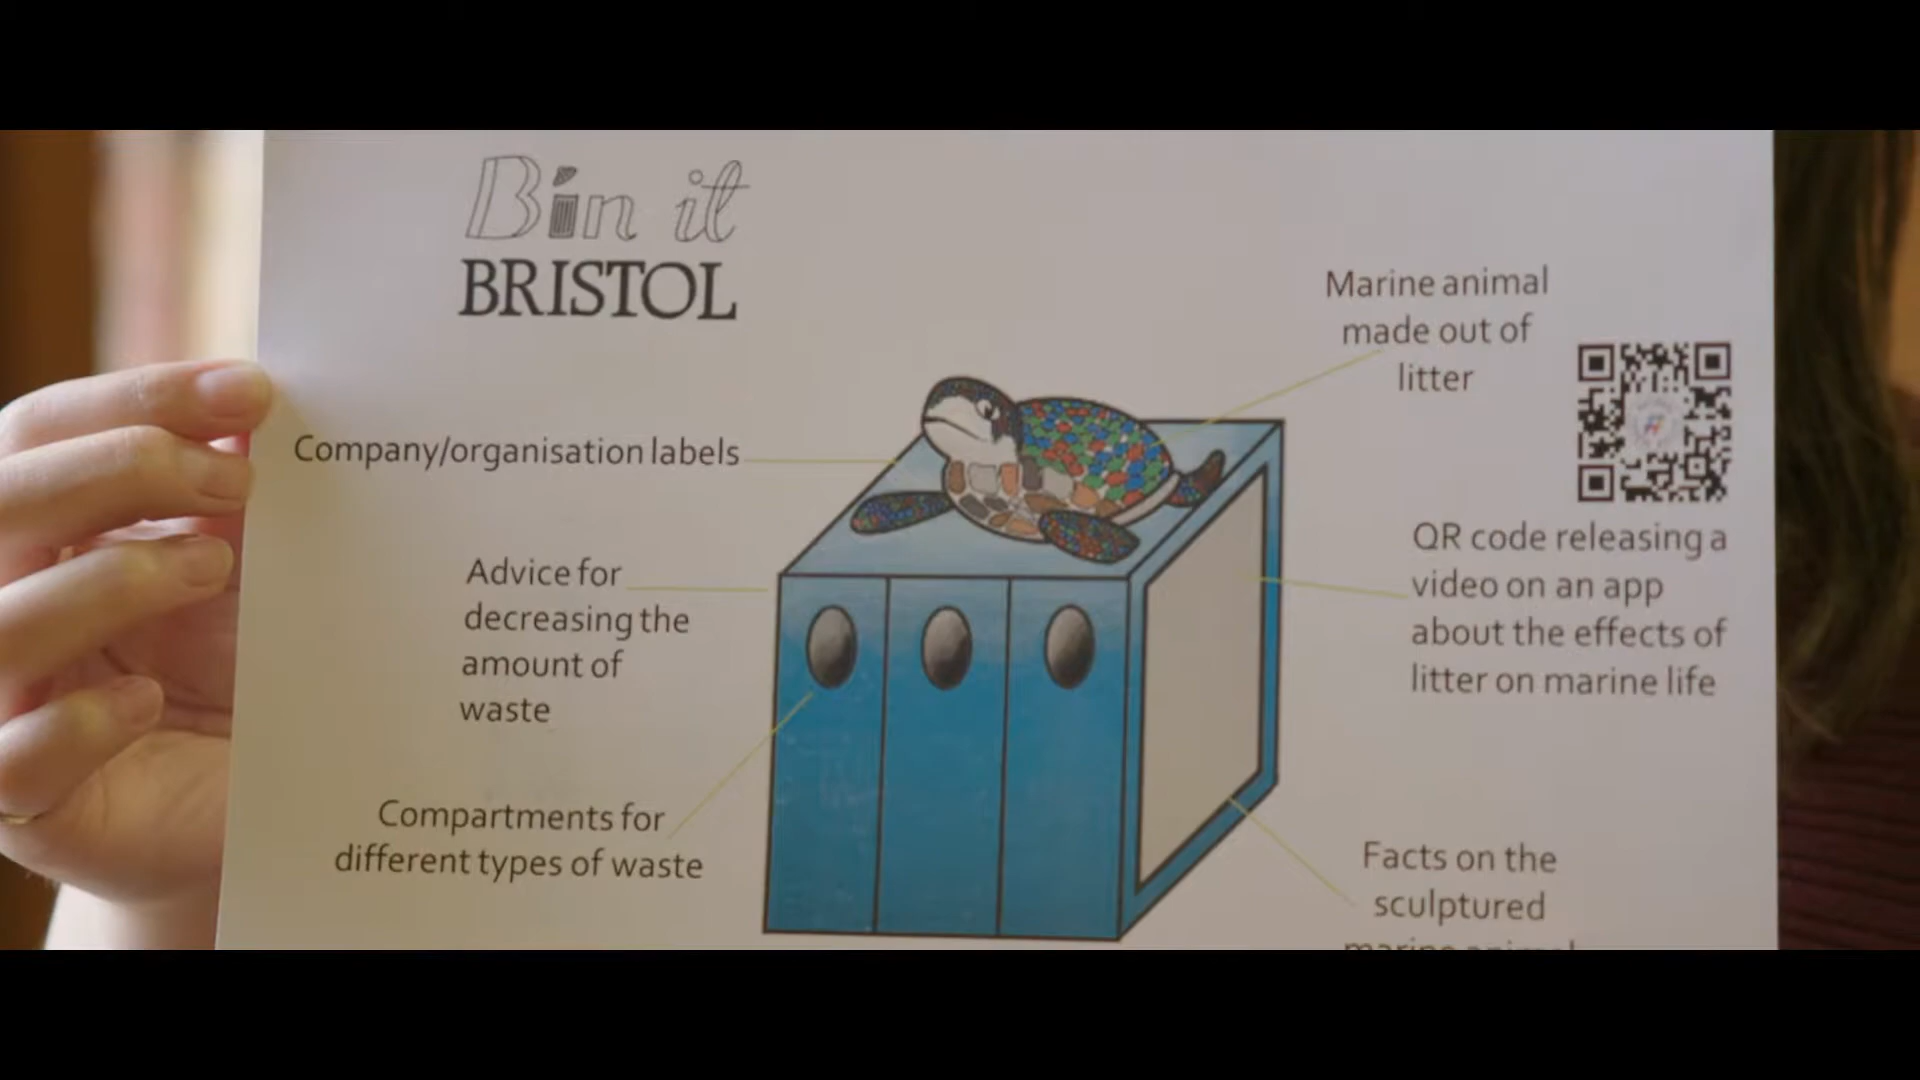 Bin it
BRISTOL
Marine animal
made out of
litter
Company/organisation labels
Advice for
decreasing the
amount of
waste
QR code releasing a
video on an app
about the effects of
litter on marine life
Compartments for
different types of waste
Facts on the
sculptured
marine animal